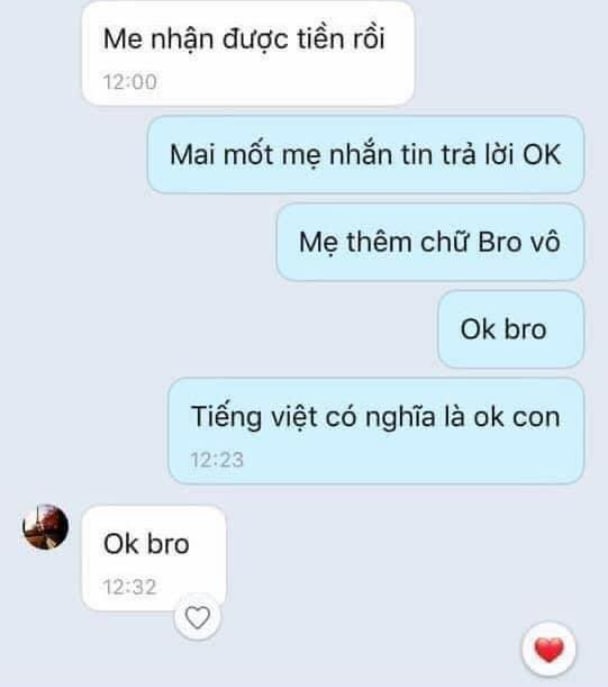 Me nhận được tiền rồi
12:00
Mai mốt mẹ nhắn tin trả lời OK
Mẹ thêm chữ Bro vô
Ok bro
Tiếng việt có nghĩa là ok con
12:23
Ok bro
12:32